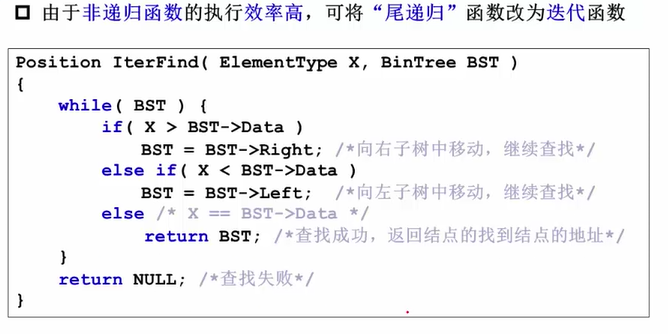 由于非递归函数的执行效率高，可将“尾递归”函数改为迭代函数
Position IterFind( ElementType X, BinTree BST )
{
while( BST ) {
if( X > BST->Data )
BST = BST->Right; /*向右子树中移动，继续查找*/
else if( X < BST->Data )
BST = BST->Left; /*向左子树中移动，继续查找*/
else /* X == BST->Data */
return BST; /*查找成功，返回结点的找到结点的地址*/
}
return NULL; /*查找失败*/
}